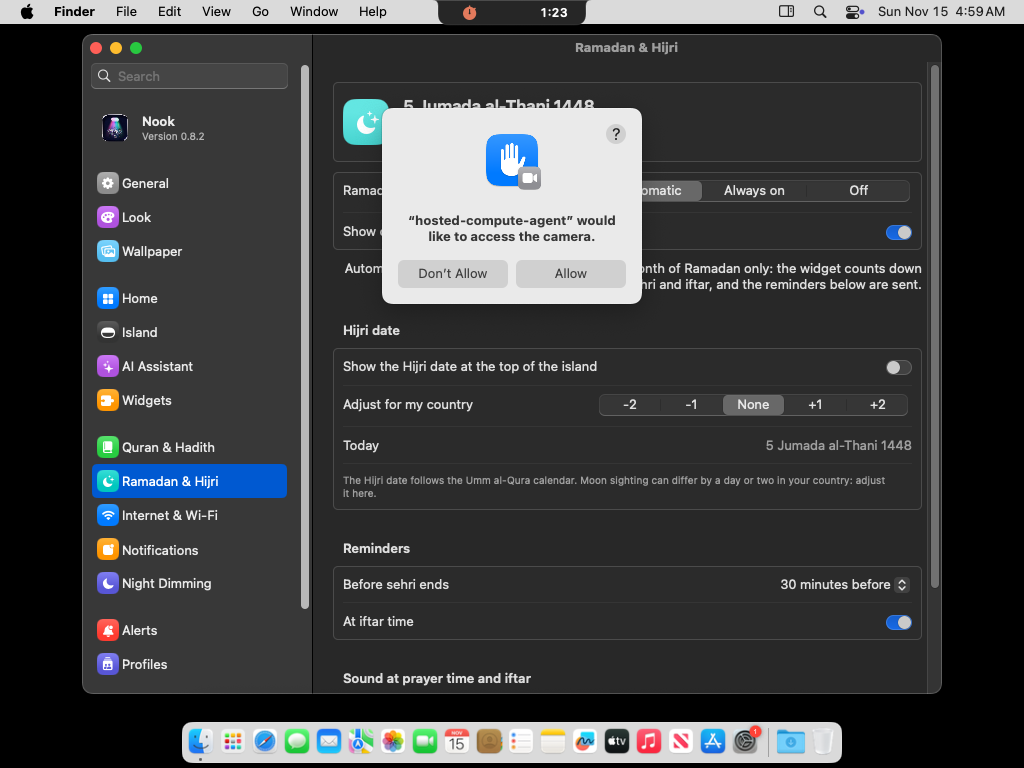 Finder File Edit View Go Window Help
1:23
Sun Nov 15 4:59 AM
Ramadan & Hijri
Search
Nook
Version 0.8.2
General
Look
Wallpaper
Home
Island
AI Assistant
Widgets
Quran & Hadith
Ramadan & Hijri
Internet & Wi-Fi
Notifications
Night Dimming
Alerts
Profiles
5 Jumada al-Thani 1448
?
“hosted-compute-agent” would
like to access the camera.
Don’t Allow Allow
Always on Off
Show
onth of Ramadan only: the widget counts down
hri and iftar, and the reminders below are sent.
Hijri date
Show the Hijri date at the top of the island
Adjust for my country -2 -1 None +1 +2
Today 5 Jumada al-Thani 1448
The Hijri date follows the Umm al-Qura calendar. Moon sighting can differ by a day or two in your country: adjust
it here.
Reminders
Before sehri ends 30 minutes before
At iftar time
Sound at prayer time and iftar
NOV
15
tv
1